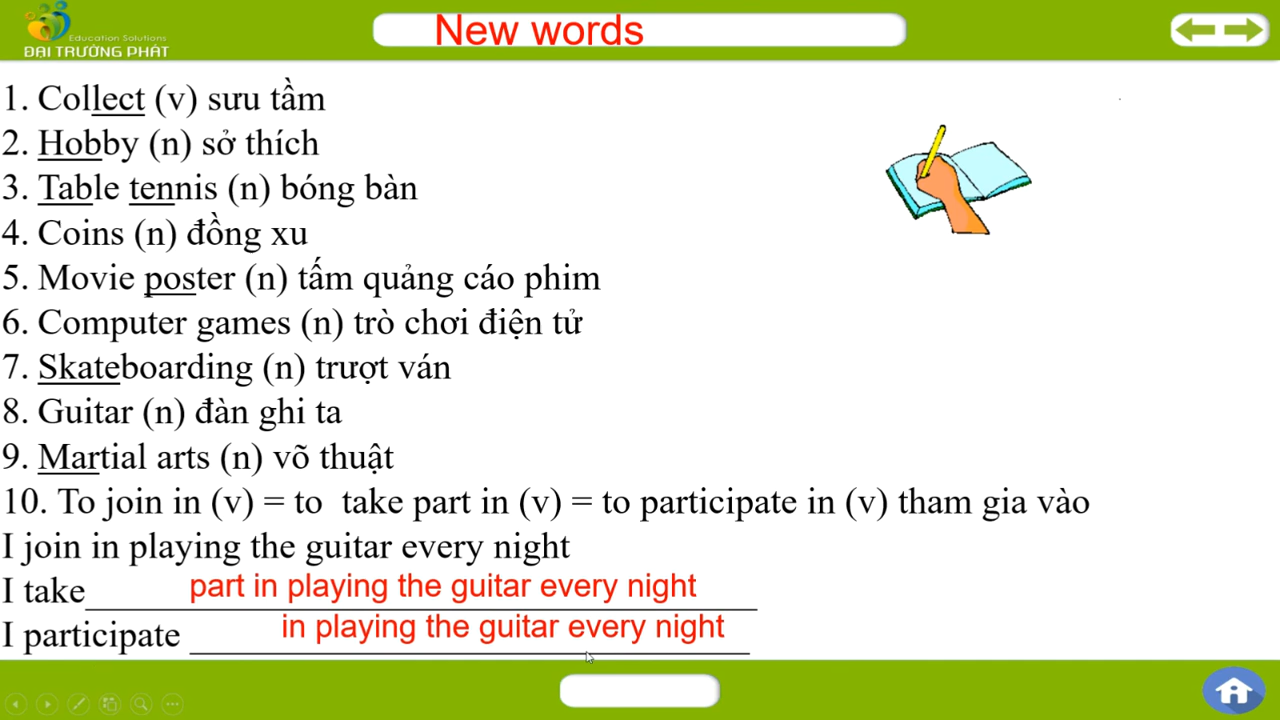 Education Solutions
ĐẠI TRƯỜNG PHÁT
New words
1. Collect (v) sưu tầm
2. Hobby (n) sở thích
3. Table tennis (n) bóng bàn
4. Coins (n) đồng xu
5. Movie poster (n) tấm quảng cáo phim
6. Computer games (n) trò chơi điện tử
7. Skateboarding (n) trượt ván
8. Guitar (n) đàn ghi ta
9. Martial arts (n) võ thuật
10. To join in (v) = to take part in (v) = to participate in (v) tham gia vào
I join in playing the guitar every night
I take part in playing the guitar every night
I participate in playing the guitar every night